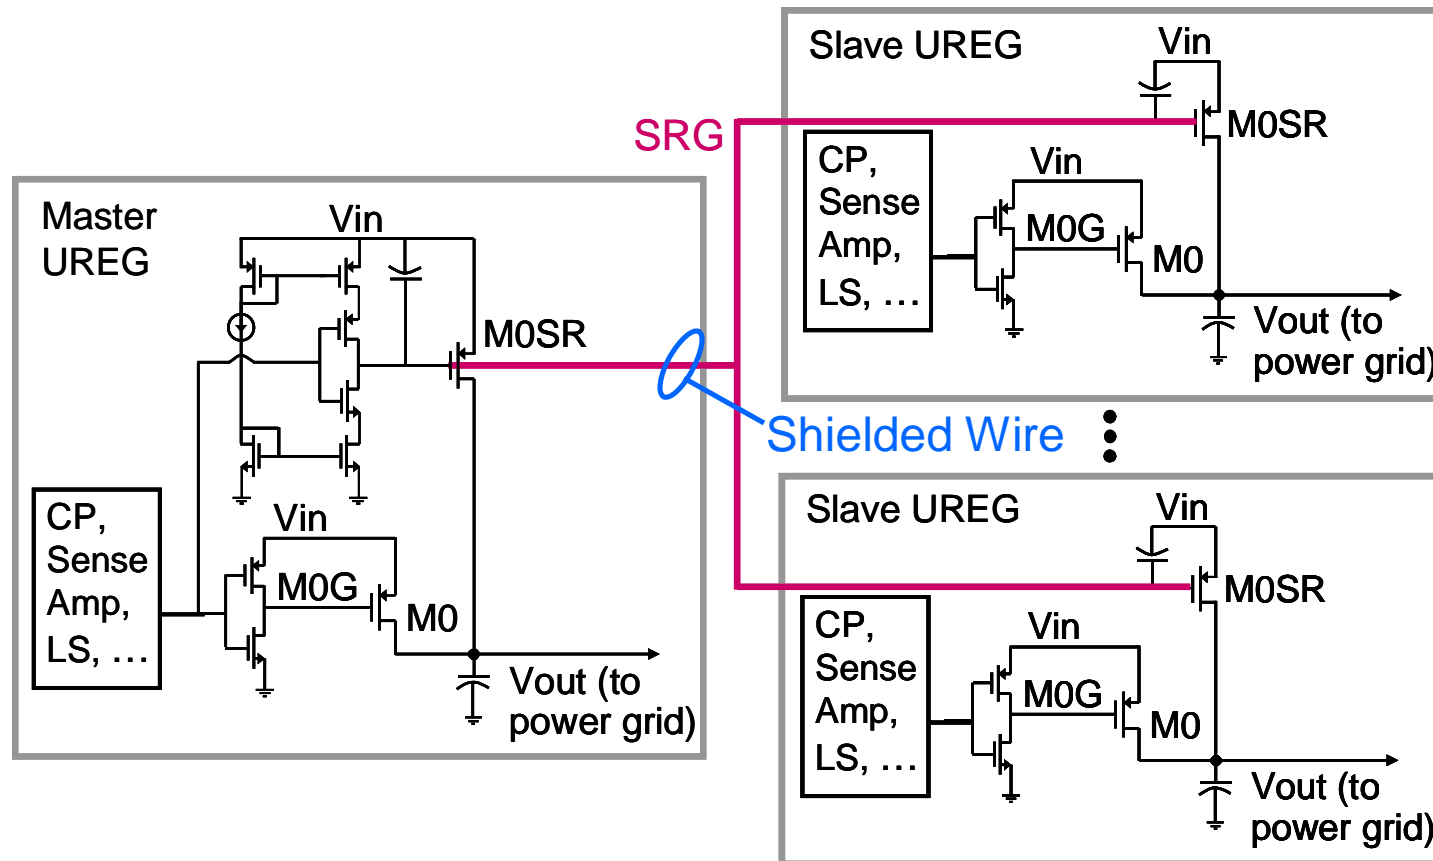 Master
UREG
Vin
M0SR
CP,
Sense
Amp,
LS, …
Vin
M0G
M0
Vout (to
power grid)
SRG
Shielded Wire
Slave UREG
Vin
M0SR
CP,
Sense
Amp,
LS, …
Vin
M0G
M0
Vout (to
power grid)
Slave UREG
Vin
M0SR
CP,
Sense
Amp,
LS, …
Vin
M0G
M0
Vout (to
power grid)